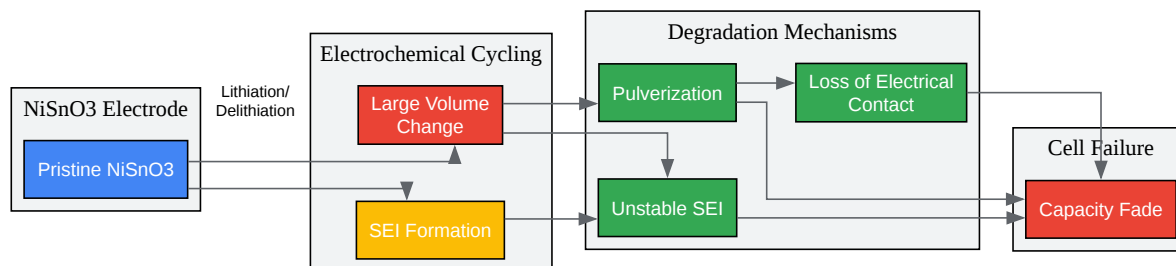 NiSnO3 Electrode
Pristine NiSnO3
Lithiation/
Delithiation
Electrochemical Cycling
Large Volume
Change
SEI Formation
Degradation Mechanisms
Pulverization
Loss of Electrical
Contact
Unstable SEI
Cell Failure
Capacity Fade